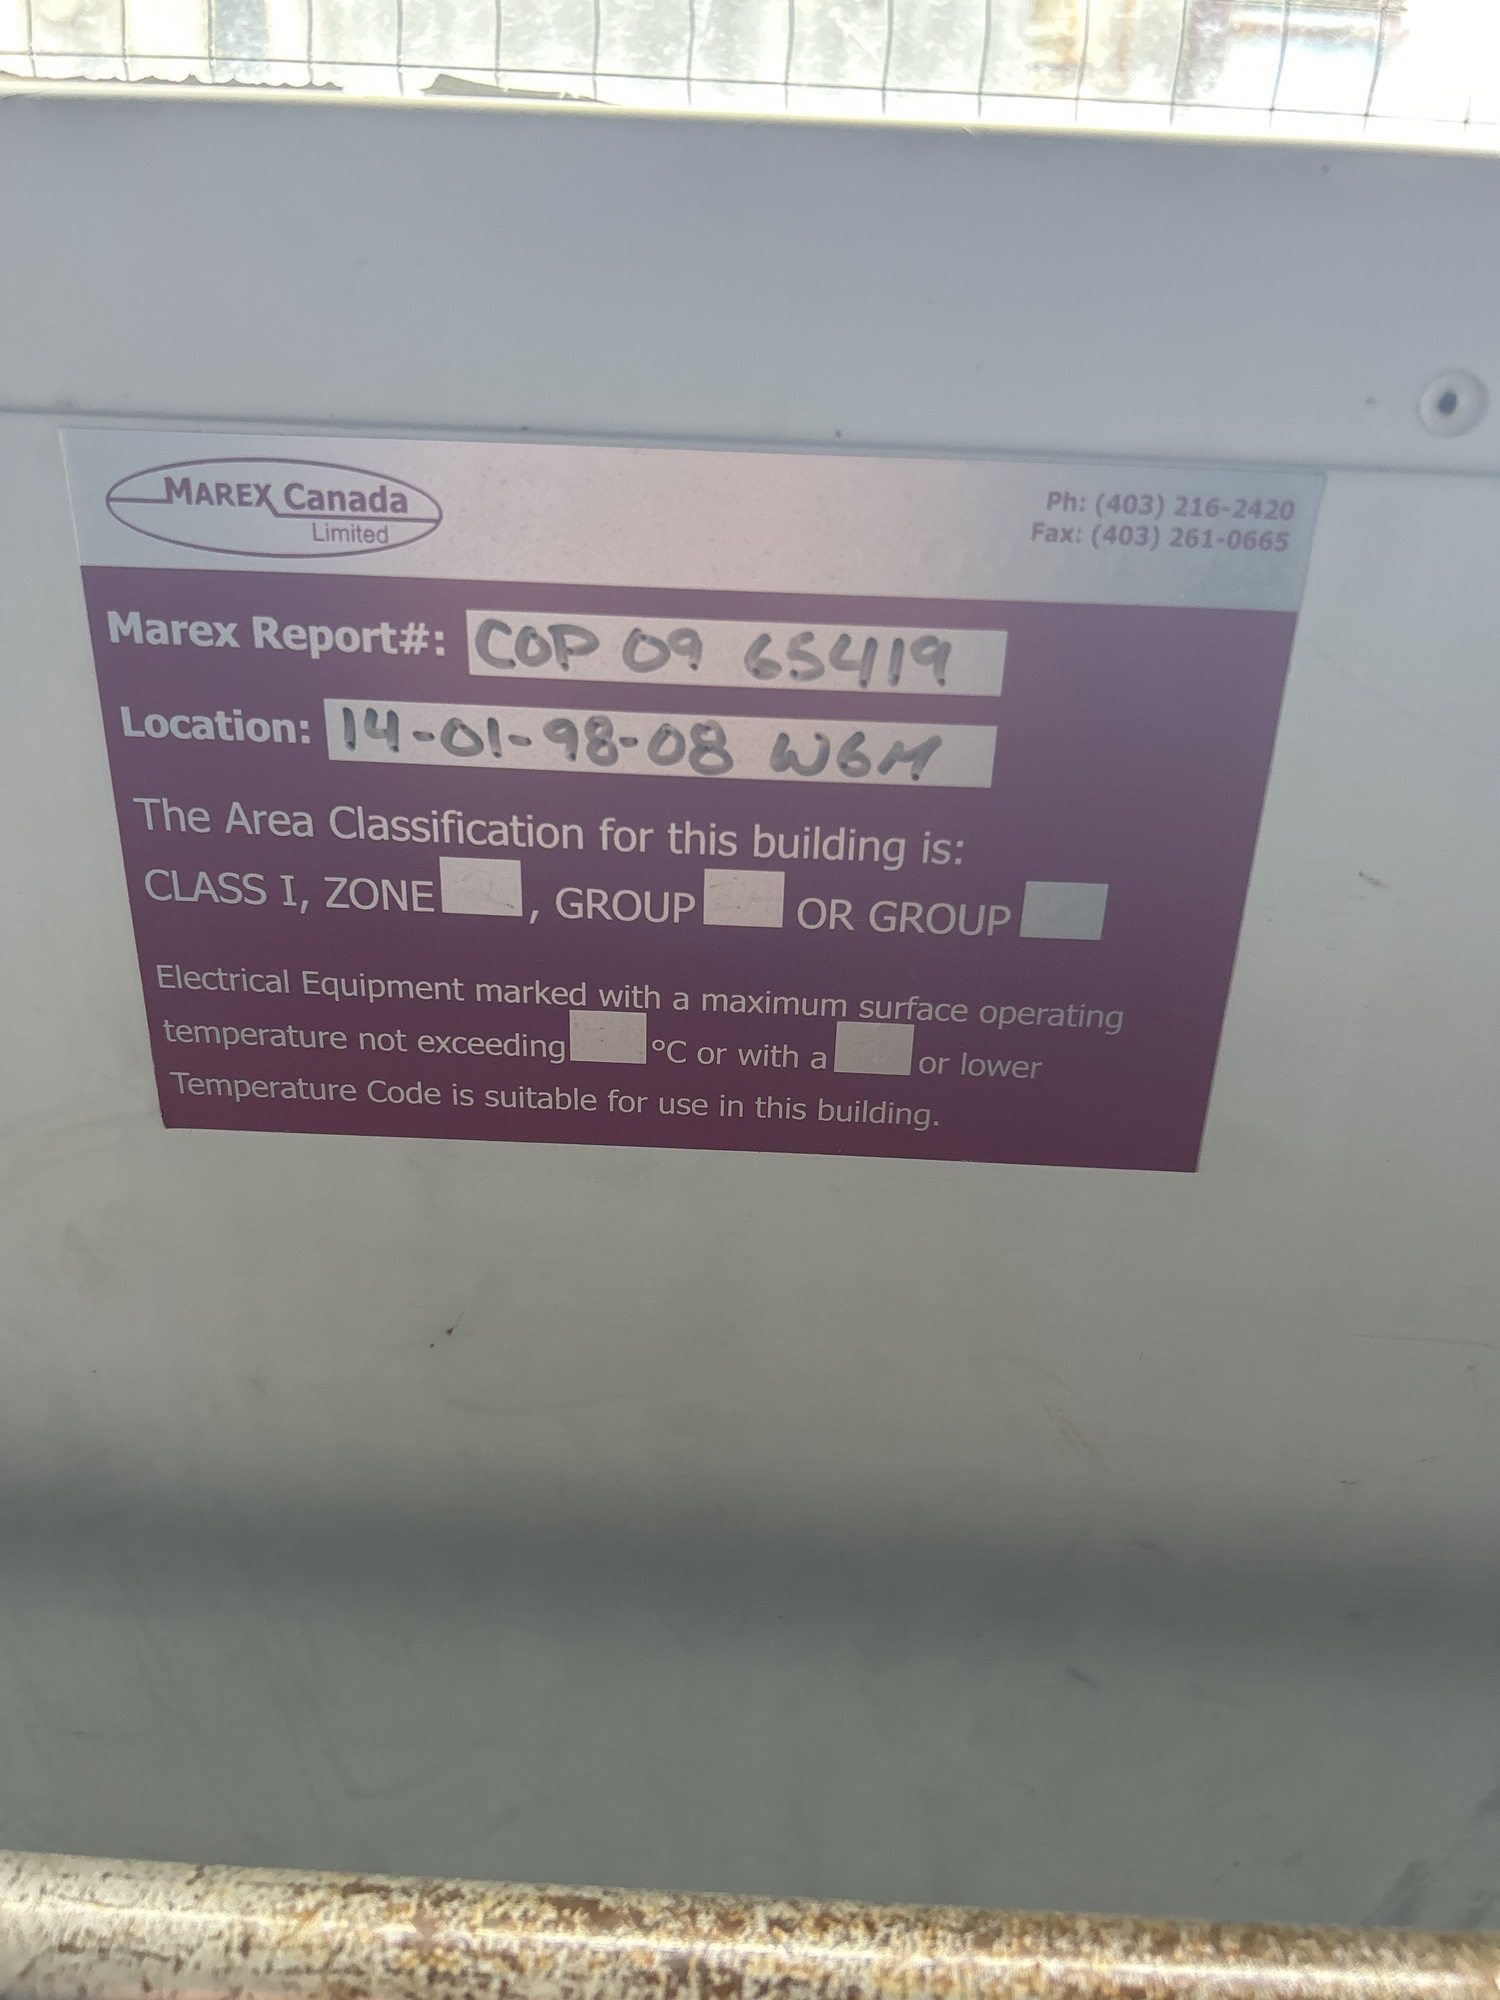 MAREX Canada
Limited
Ph: (403) 216-2420
Fax: (403) 261-0665
Marex Report#: COP 09 65419
Location: 14-01-98-08 W6M
The Area Classification for this building is:
CLASS I, ZONE , GROUP OR GROUP
Electrical Equipment marked with a maximum surface operating
temperature not exceeding °C or with a or lower
Temperature Code is suitable for use in this building.